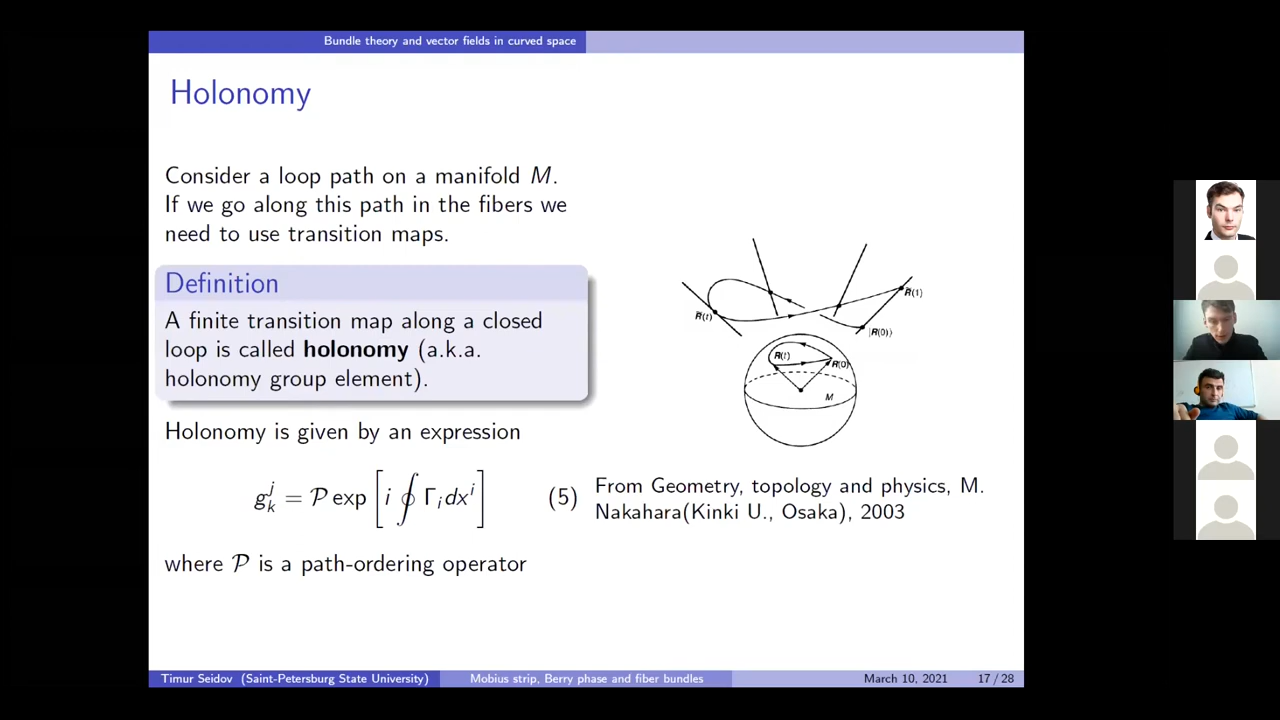 Bundle theory and vector fields in curved space
Holonomy
Consider a loop path on a manifold M.
If we go along this path in the fibers we
need to use transition maps.
Definition
A finite transition map along a closed
loop is called holonomy (a.k.a.
holonomy group element).
Holonomy is given by an expression
g^j_k = 𝒫 exp [ i ∮ Γ_i dx^i ] (5)
where 𝒫 is a path-ordering operator
R̃(t)
R̃(1)
|R(0)⟩
R(t)
R(0)
M
From Geometry, topology and physics, M.
Nakahara(Kinki U., Osaka), 2003
Timur Seidov (Saint-Petersburg State University)
Mobius strip, Berry phase and fiber bundles
March 10, 2021
17 / 28